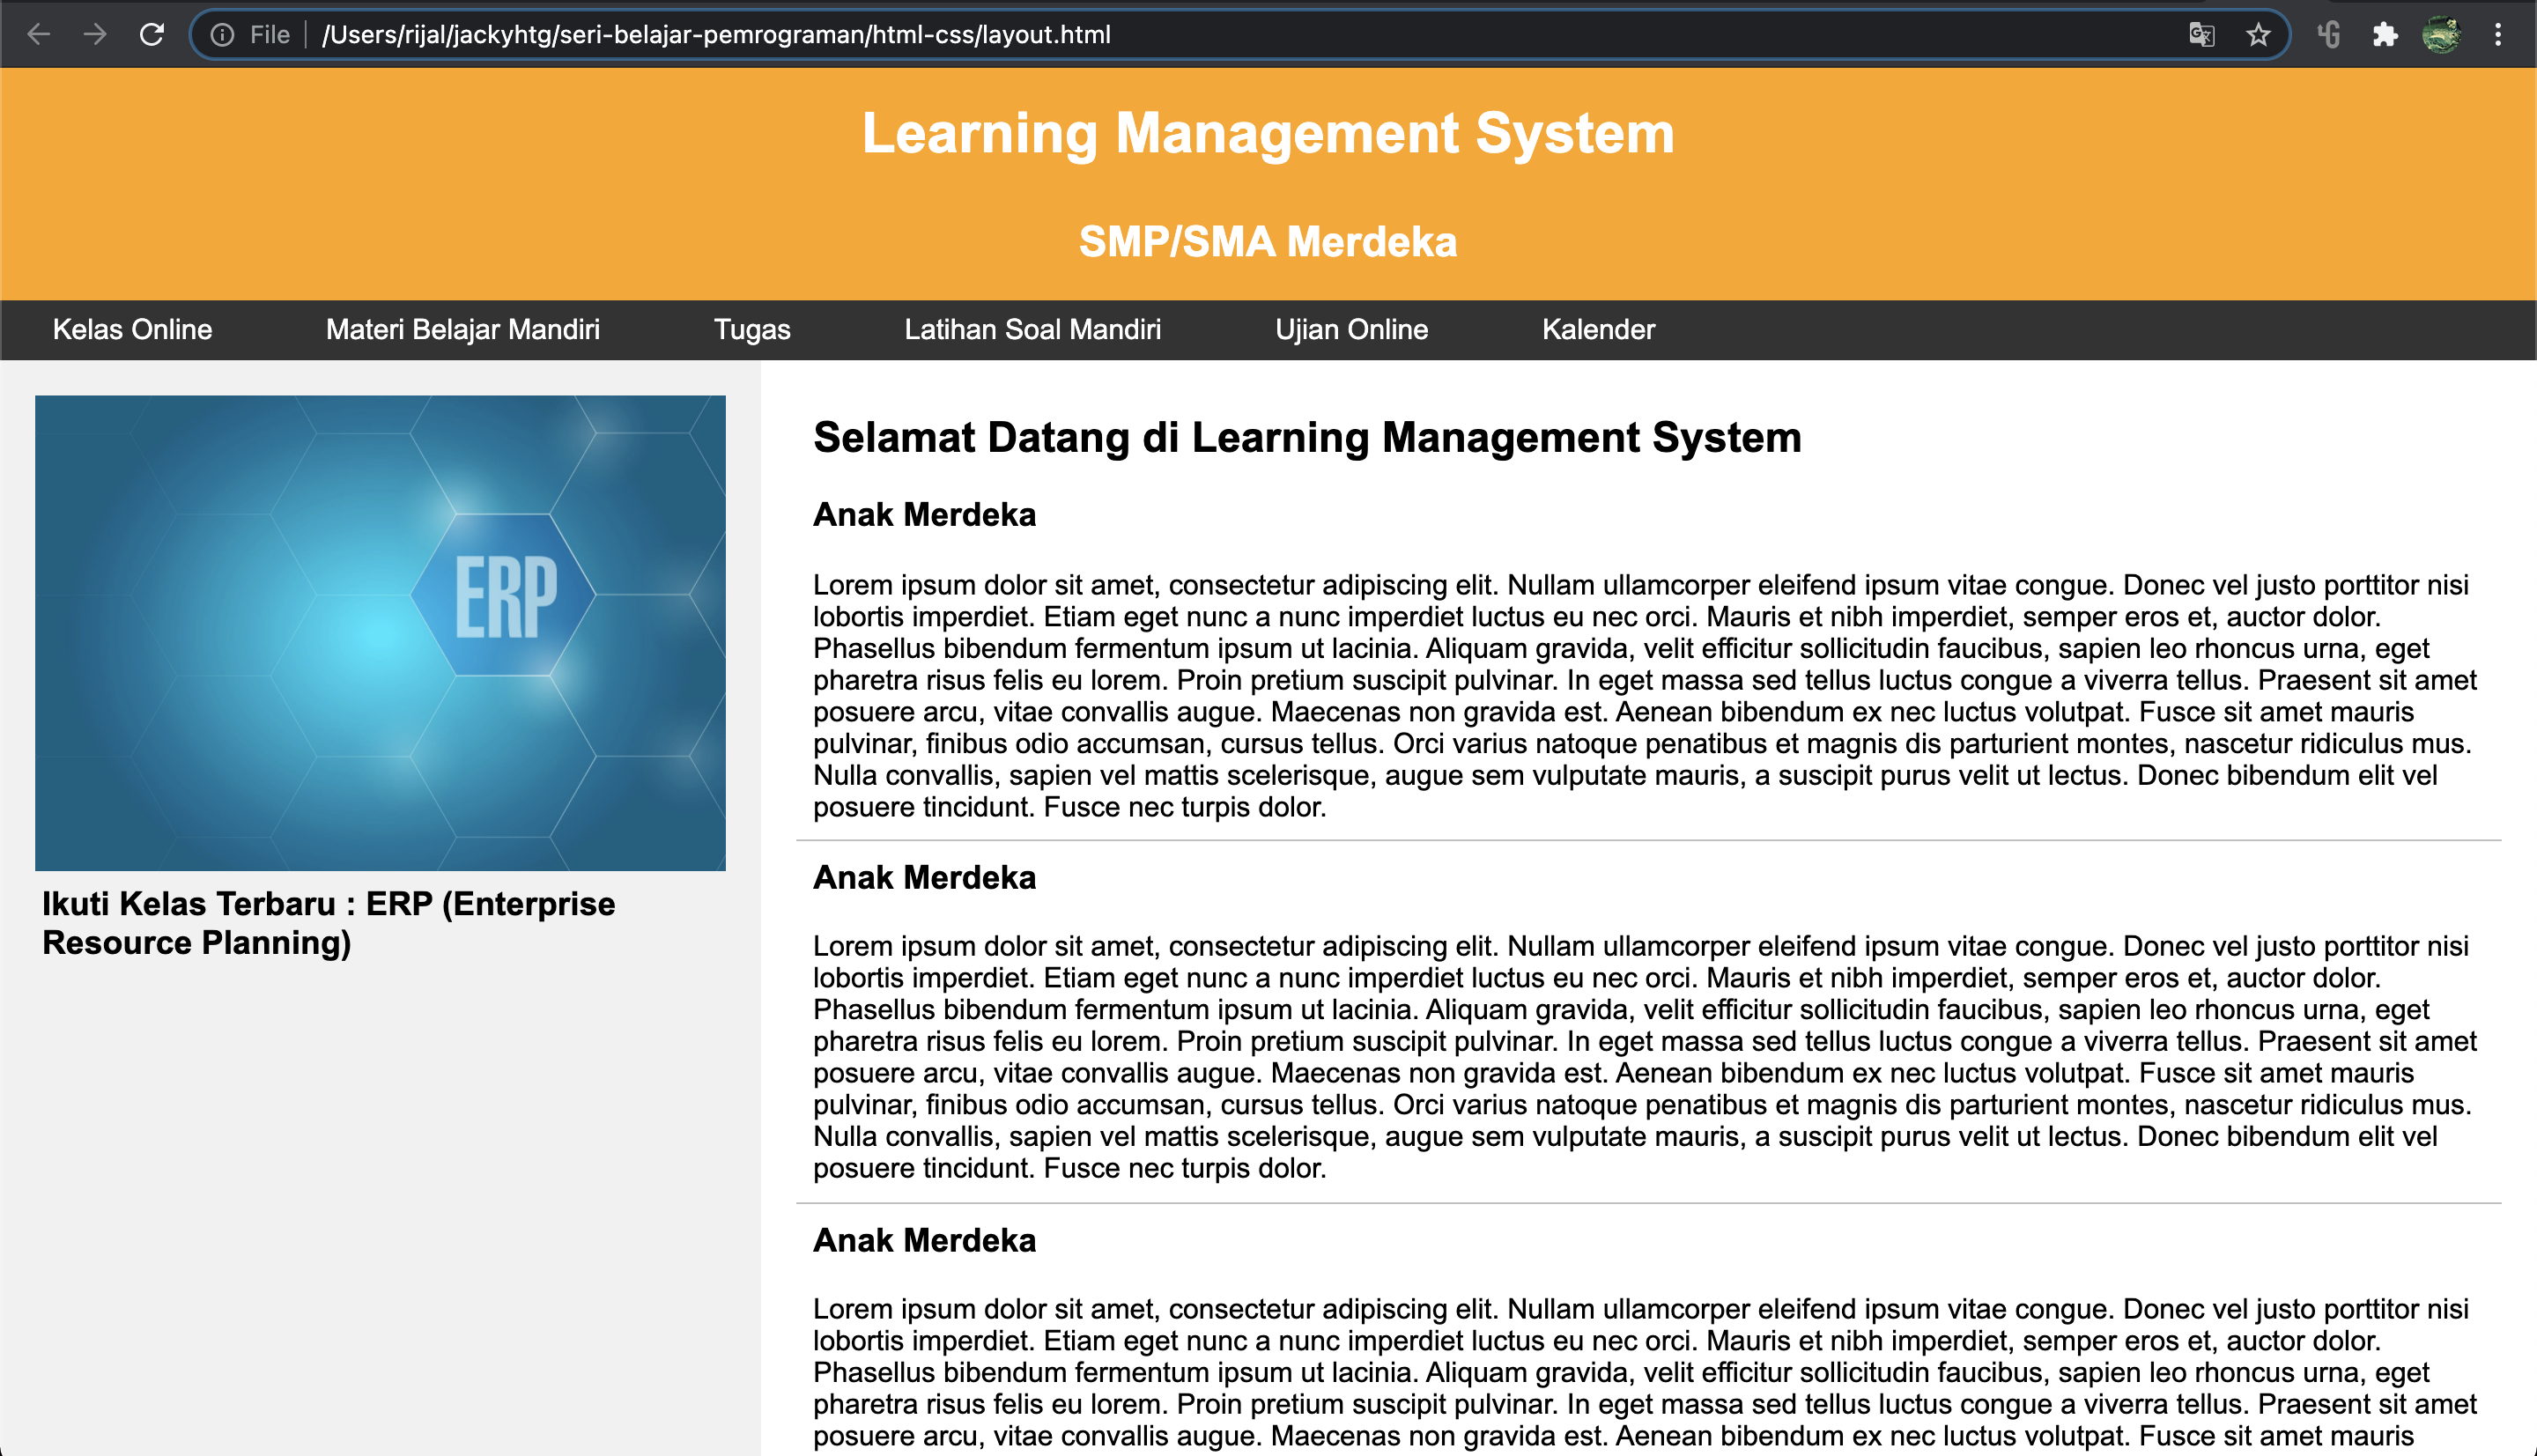 File /Users/rijal/jackyhtg/seri-belajar-pemrograman/html-css/layout.html
Learning Management System
SMP/SMA Merdeka
Kelas Online Materi Belajar Mandiri Tugas Latihan Soal Mandiri Ujian Online Kalender
ERP
Ikuti Kelas Terbaru : ERP (Enterprise
Resource Planning)
Selamat Datang di Learning Management System
Anak Merdeka
Lorem ipsum dolor sit amet, consectetur adipiscing elit. Nullam ullamcorper eleifend ipsum vitae congue. Donec vel justo porttitor nisi
lobortis imperdiet. Etiam eget nunc a nunc imperdiet luctus eu nec orci. Mauris et nibh imperdiet, semper eros et, auctor dolor.
Phasellus bibendum fermentum ipsum ut lacinia. Aliquam gravida, velit efficitur sollicitudin faucibus, sapien leo rhoncus urna, eget
pharetra risus felis eu lorem. Proin pretium suscipit pulvinar. In eget massa sed tellus luctus congue a viverra tellus. Praesent sit amet
posuere arcu, vitae convallis augue. Maecenas non gravida est. Aenean bibendum ex nec luctus volutpat. Fusce sit amet mauris
pulvinar, finibus odio accumsan, cursus tellus. Orci varius natoque penatibus et magnis dis parturient montes, nascetur ridiculus mus.
Nulla convallis, sapien vel mattis scelerisque, augue sem vulputate mauris, a suscipit purus velit ut lectus. Donec bibendum elit vel
posuere tincidunt. Fusce nec turpis dolor.
Anak Merdeka
Lorem ipsum dolor sit amet, consectetur adipiscing elit. Nullam ullamcorper eleifend ipsum vitae congue. Donec vel justo porttitor nisi
lobortis imperdiet. Etiam eget nunc a nunc imperdiet luctus eu nec orci. Mauris et nibh imperdiet, semper eros et, auctor dolor.
Phasellus bibendum fermentum ipsum ut lacinia. Aliquam gravida, velit efficitur sollicitudin faucibus, sapien leo rhoncus urna, eget
pharetra risus felis eu lorem. Proin pretium suscipit pulvinar. In eget massa sed tellus luctus congue a viverra tellus. Praesent sit amet
posuere arcu, vitae convallis augue. Maecenas non gravida est. Aenean bibendum ex nec luctus volutpat. Fusce sit amet mauris
pulvinar, finibus odio accumsan, cursus tellus. Orci varius natoque penatibus et magnis dis parturient montes, nascetur ridiculus mus.
Nulla convallis, sapien vel mattis scelerisque, augue sem vulputate mauris, a suscipit purus velit ut lectus. Donec bibendum elit vel
posuere tincidunt. Fusce nec turpis dolor.
Anak Merdeka
Lorem ipsum dolor sit amet, consectetur adipiscing elit. Nullam ullamcorper eleifend ipsum vitae congue. Donec vel justo porttitor nisi
lobortis imperdiet. Etiam eget nunc a nunc imperdiet luctus eu nec orci. Mauris et nibh imperdiet, semper eros et, auctor dolor.
Phasellus bibendum fermentum ipsum ut lacinia. Aliquam gravida, velit efficitur sollicitudin faucibus, sapien leo rhoncus urna, eget
pharetra risus felis eu lorem. Proin pretium suscipit pulvinar. In eget massa sed tellus luctus congue a viverra tellus. Praesent sit amet
posuere arcu, vitae convallis augue. Maecenas non gravida est. Aenean bibendum ex nec luctus volutpat. Fusce sit amet mauris